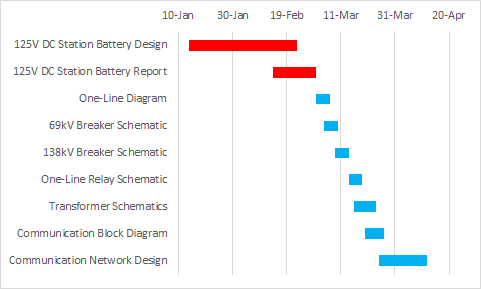 10-Jan 30-Jan 19-Feb 11-Mar 31-Mar 20-Apr
125V DC Station Battery Design
125V DC Station Battery Report
One-Line Diagram
69kV Breaker Schematic
138kV Breaker Schematic
One-Line Relay Schematic
Transformer Schematics
Communication Block Diagram
Communication Network Design